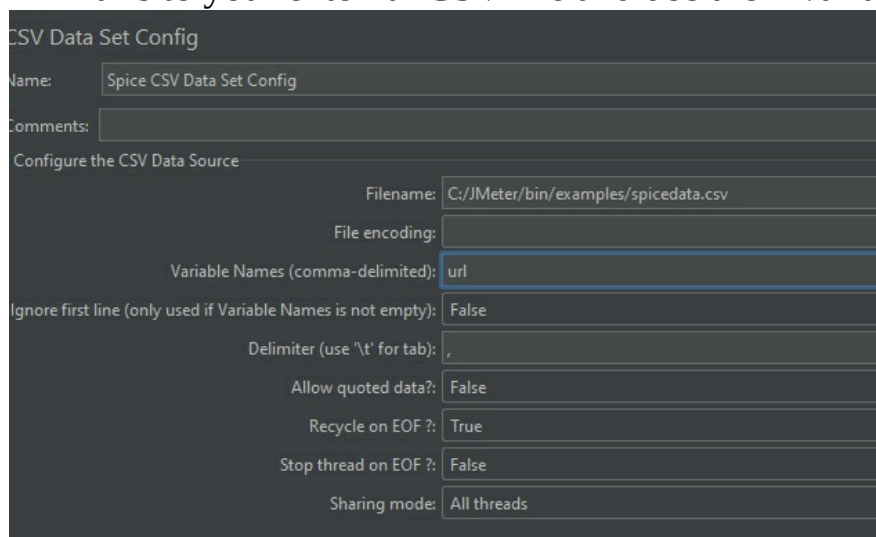 CSV Data Set Config
Name: Spice CSV Data Set Config
Comments:
Configure the CSV Data Source
Filename: C:/JMeter/bin/examples/spicedata.csv
File encoding:
Variable Names (comma-delimited): url
Ignore first line (only used if Variable Names is not empty): False
Delimiter (use '\t' for tab): ,
Allow quoted data?: False
Recycle on EOF ?: True
Stop thread on EOF ?: False
Sharing mode: All threads